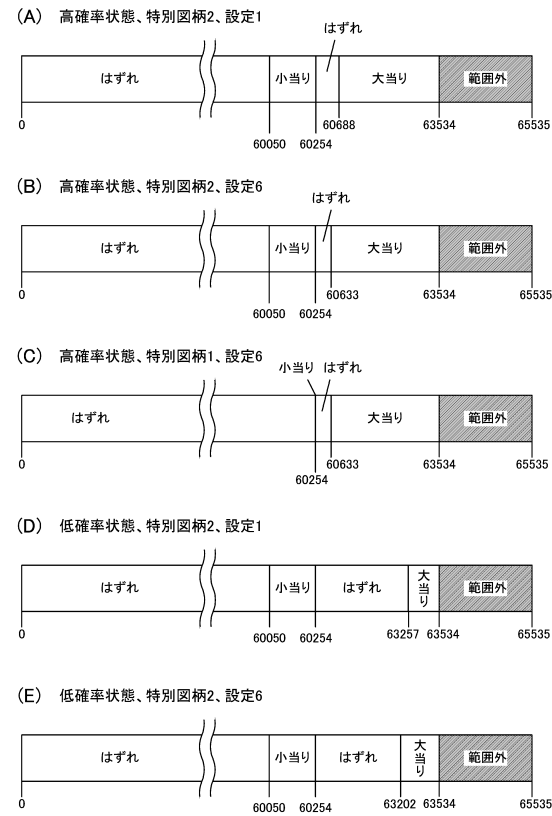 (A) 高確率状態、特別図柄2、設定1
はずれ
はずれ 小当り 大当り 範囲外
0 60050 60254 60688 63534 65535
(B) 高確率状態、特別図柄2、設定6
はずれ
はずれ 小当り 大当り 範囲外
0 60050 60254 60633 63534 65535
(C) 高確率状態、特別図柄1、設定6
小当り はずれ
はずれ 大当り 範囲外
0 60254 60633 63534 65535
(D) 低確率状態、特別図柄2、設定1
はずれ 小当り はずれ 大当り 範囲外
0 60050 60254 63257 63534 65535
(E) 低確率状態、特別図柄2、設定6
はずれ 小当り はずれ 大当り 範囲外
0 60050 60254 63202 63534 65535